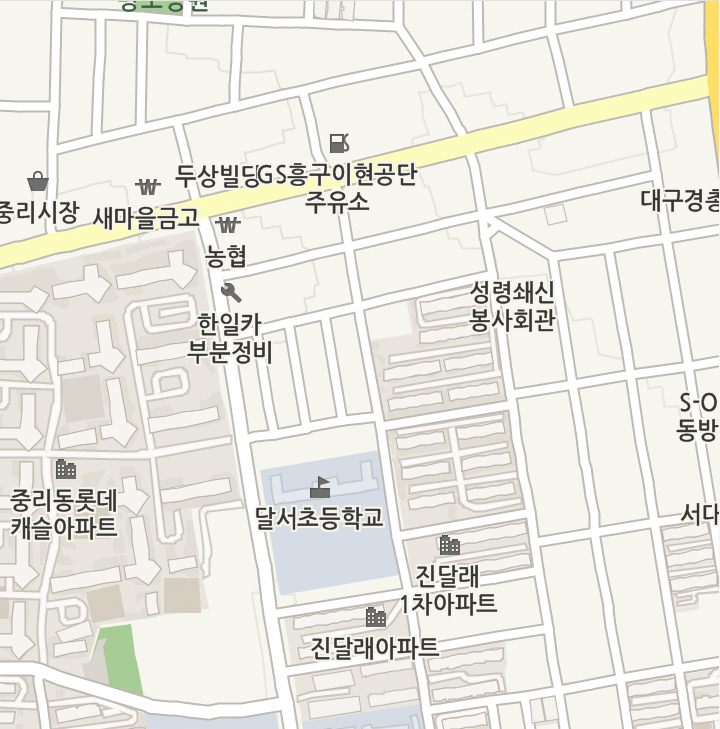 두상빌딩
GS흥구이현공단
주유소
중리시장
새마을금고
대구경총
농협
한일카
부분정비
성령쇄신
봉사회관
S-O
동방
중리동롯데
캐슬아파트
달서초등학교
서대
진달래
1차아파트
진달래아파트